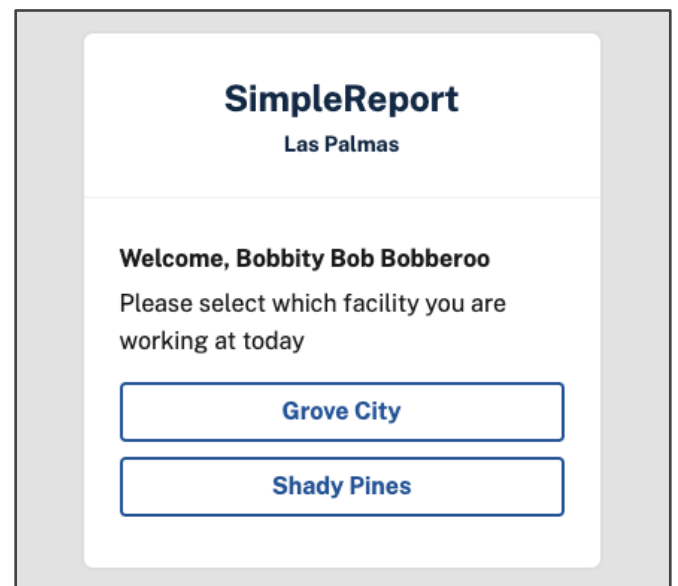 SimpleReport
Las Palmas
Welcome, Bobbity Bob Bobberoo
Please select which facility you are
working at today
Grove City
Shady Pines